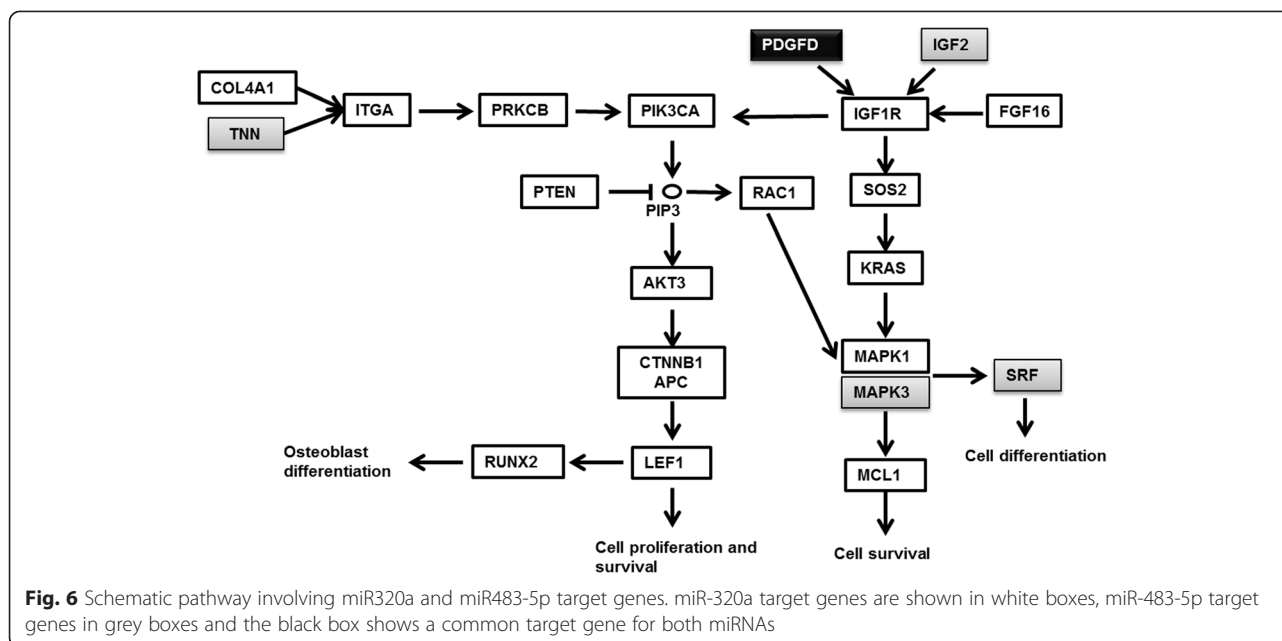 PDGFD
IGF2
COL4A1
TNN
ITGA
PRKCB
PIK3CA
IGF1R
FGF16
PTEN
PIP3
RAC1
SOS2
AKT3
KRAS
CTNNB1
APC
MAPK1
MAPK3
SRF
Osteoblast
differentiation
RUNX2
LEF1
MCL1
Cell differentiation
Cell proliferation and
survival
Cell survival
Fig. 6 Schematic pathway involving miR320a and miR483-5p target genes. miR-320a target genes are shown in white boxes, miR-483-5p target
genes in grey boxes and the black box shows a common target gene for both miRNAs